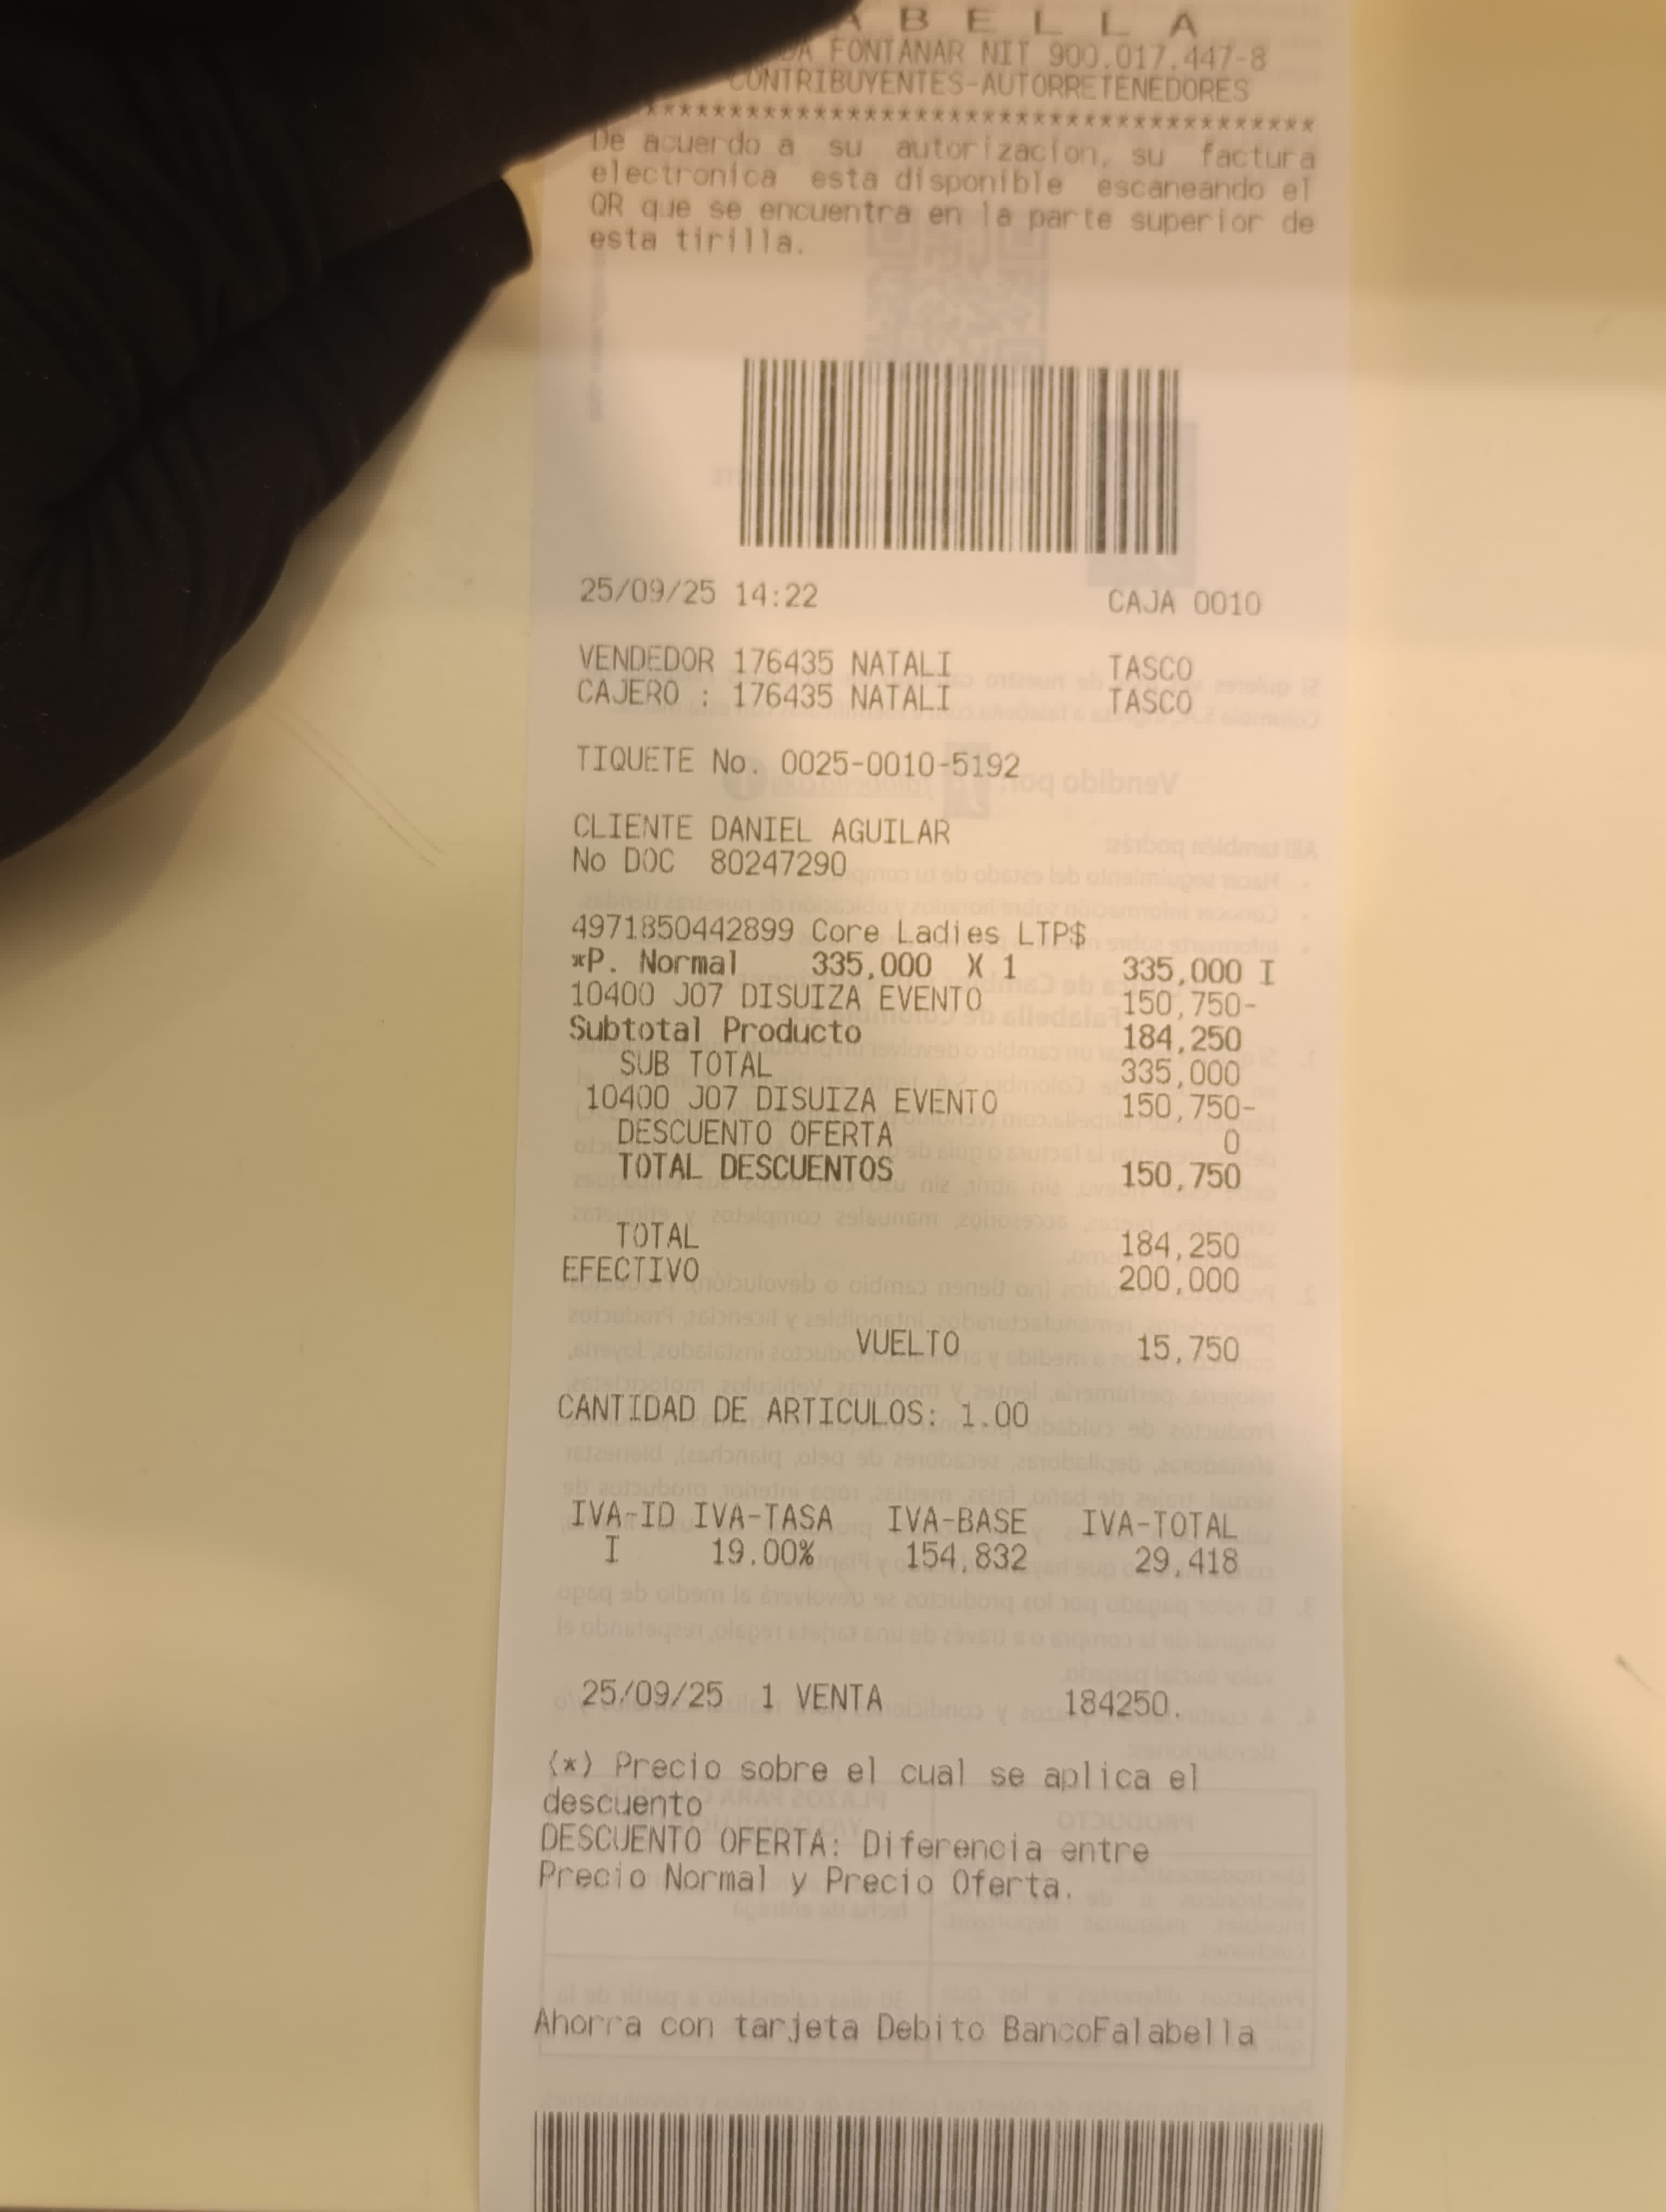 A B E L L A
FONTANAR NIT 900.017.447-8
CONTRIBUYENTES-AUTORRETENEDORES
****************************************
De acuerdo a su autorizacion, su factura
electronica esta disponible escaneando el
QR que se encuentra en la parte superior de
esta tirilla.
25/09/25 14:22 CAJA 0010
VENDEDOR 176435 NATALI TASCO
CAJERO : 176435 NATALI TASCO
TIQUETE No. 0025-0010-5192
CLIENTE DANIEL AGUILAR
No DOC 80247290
4971850442899 Core Ladies LTP$
*P. Normal 335,000 X 1 335,000 I
10400 J07 DISUIZA EVENTO 150,750-
Subtotal Producto 184,250
SUB TOTAL 335,000
10400 J07 DISUIZA EVENTO 150,750-
DESCUENTO OFERTA 0
TOTAL DESCUENTOS 150,750
TOTAL 184,250
EFECTIVO 200,000
VUELTO 15,750
CANTIDAD DE ARTICULOS: 1.00
IVA-ID IVA-TASA IVA-BASE IVA-TOTAL
I 19.00% 154,832 29,418
25/09/25 1 VENTA 184250.
(*) Precio sobre el cual se aplica el
descuento
DESCUENTO OFERTA: Diferencia entre
Precio Normal y Precio Oferta.
Ahorra con tarjeta Debito BancoFalabella